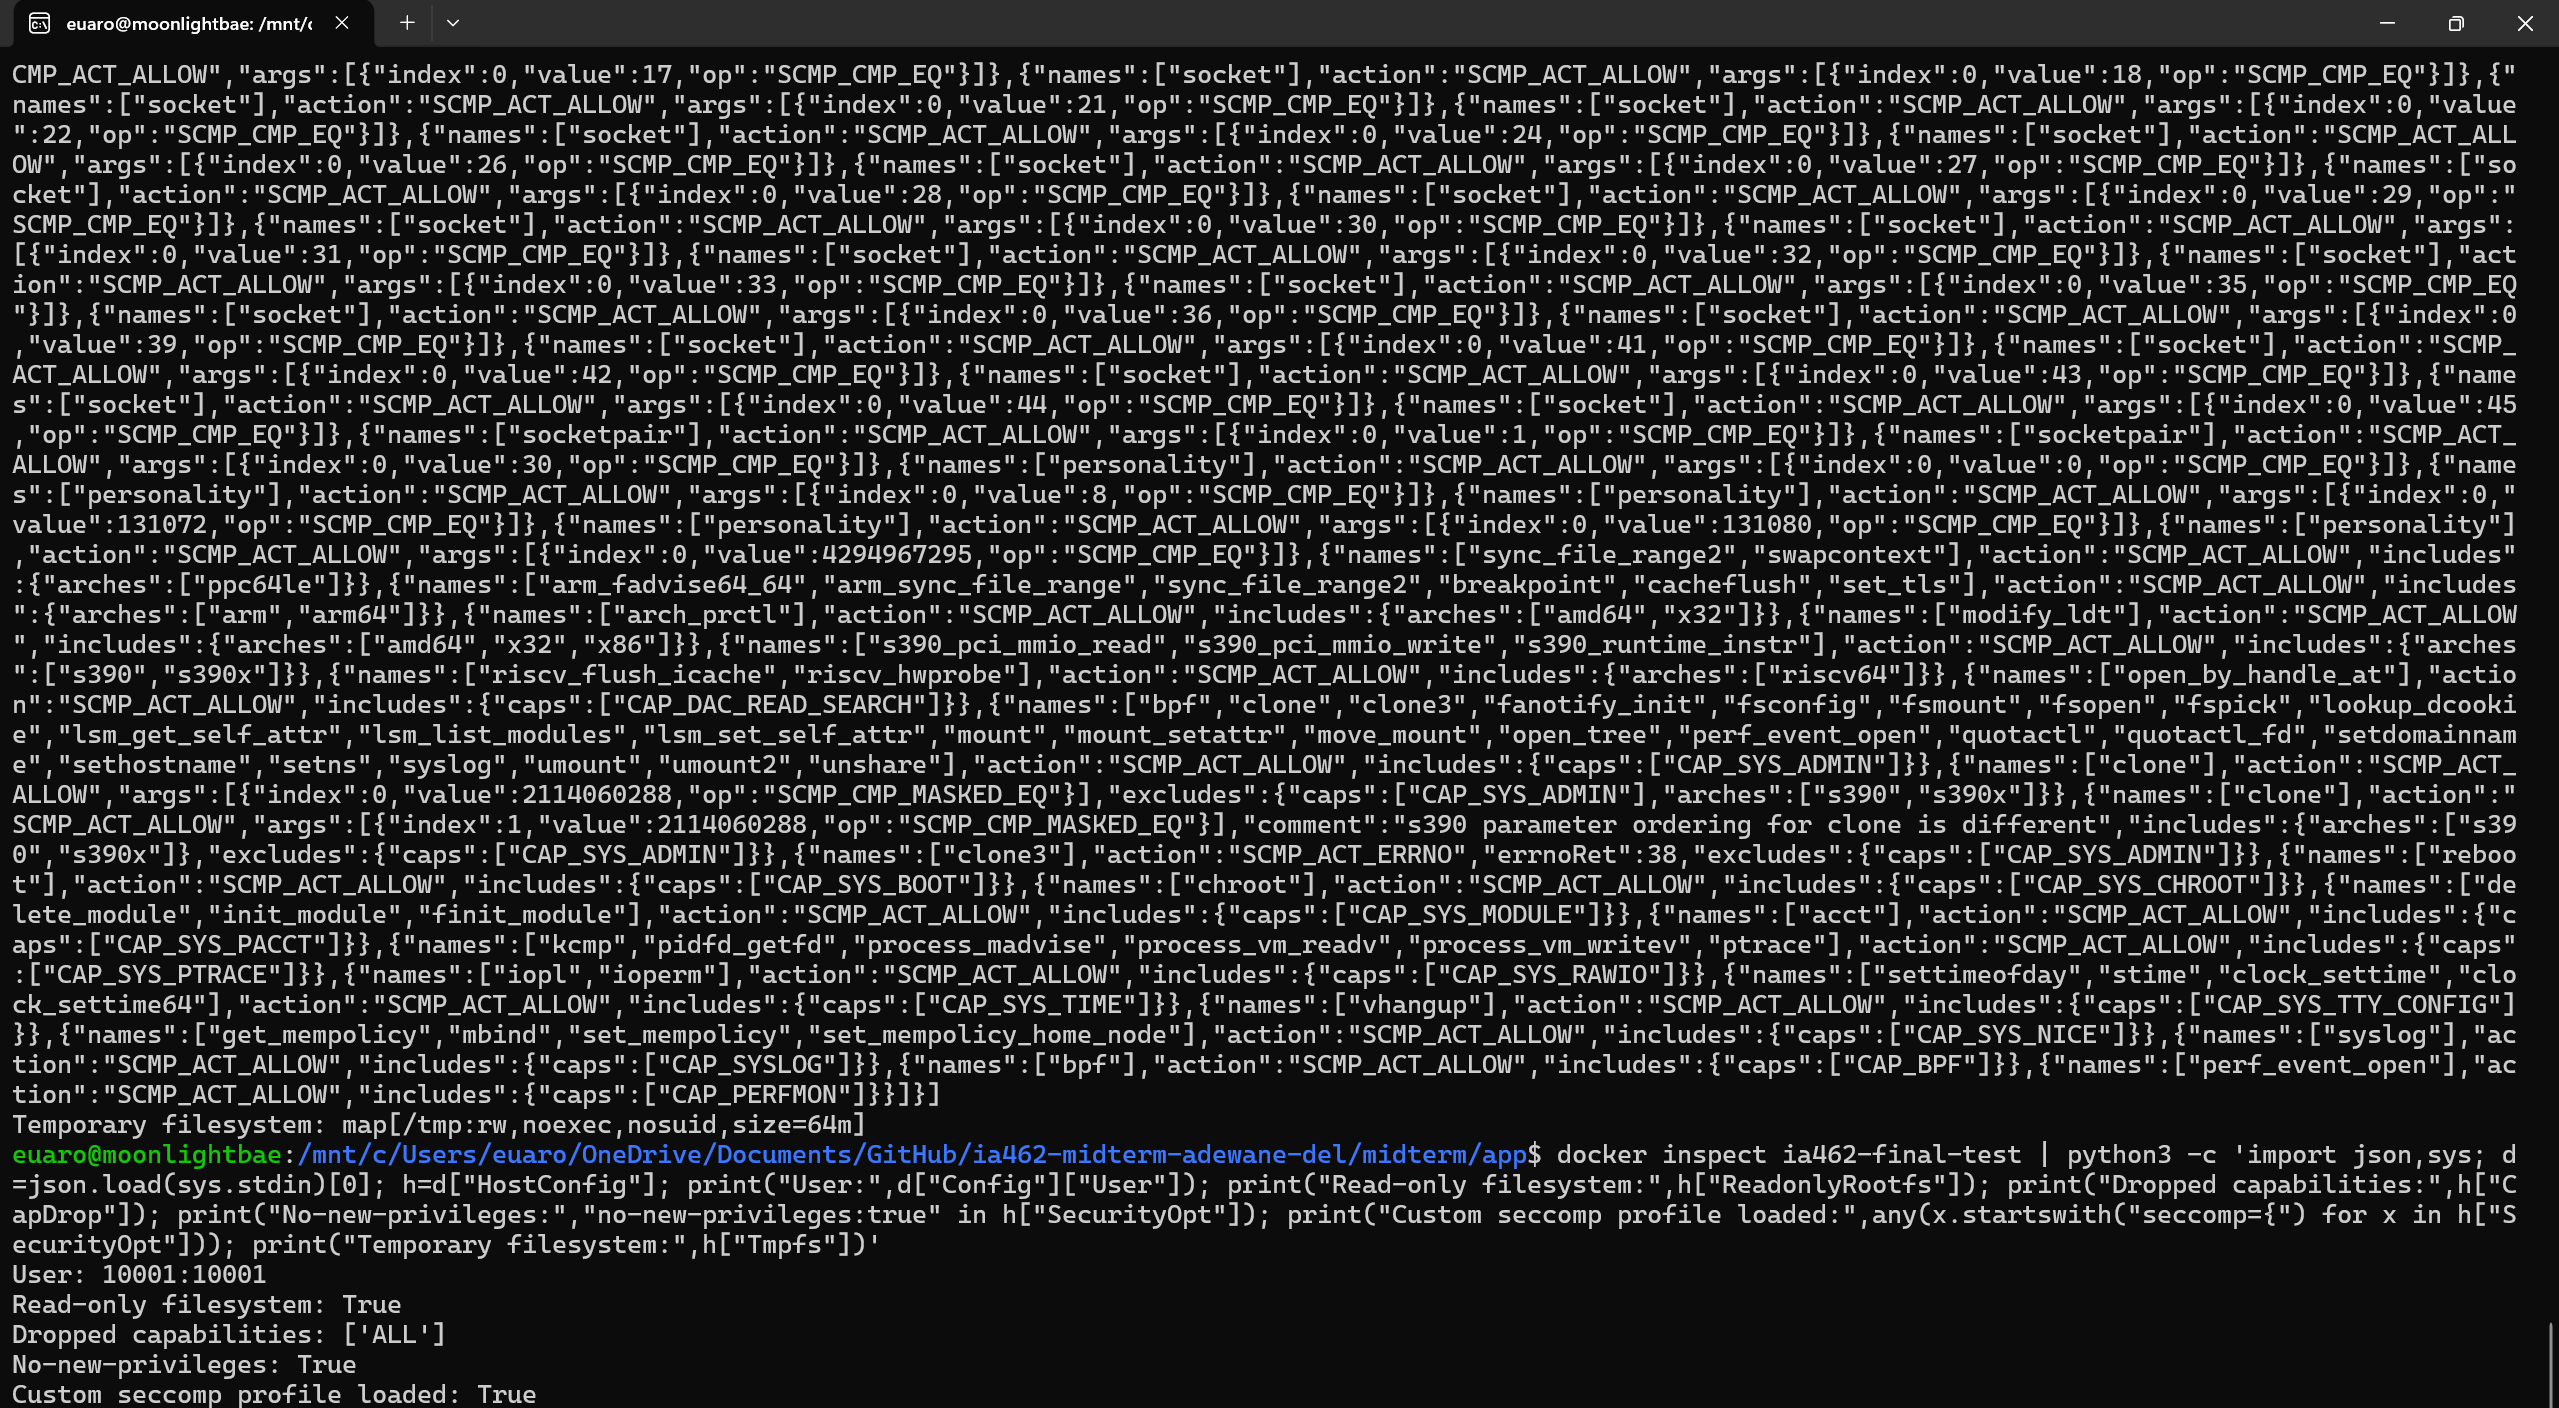 euaro@moonlightbae: /mnt/c
CMP_ACT_ALLOW","args":[{"index":0,"value":17,"op":"SCMP_CMP_EQ"}]},{"names":["socket"],"action":"SCMP_ACT_ALLOW","args":[{"index":0,"value":18,"op":"SCMP_CMP_EQ"}]},{"
names":["socket"],"action":"SCMP_ACT_ALLOW","args":[{"index":0,"value":21,"op":"SCMP_CMP_EQ"}]},{"names":["socket"],"action":"SCMP_ACT_ALLOW","args":[{"index":0,"value
":22,"op":"SCMP_CMP_EQ"}]},{"names":["socket"],"action":"SCMP_ACT_ALLOW","args":[{"index":0,"value":24,"op":"SCMP_CMP_EQ"}]},{"names":["socket"],"action":"SCMP_ACT_ALL
OW","args":[{"index":0,"value":26,"op":"SCMP_CMP_EQ"}]},{"names":["socket"],"action":"SCMP_ACT_ALLOW","args":[{"index":0,"value":27,"op":"SCMP_CMP_EQ"}]},{"names":["so
cket"],"action":"SCMP_ACT_ALLOW","args":[{"index":0,"value":28,"op":"SCMP_CMP_EQ"}]},{"names":["socket"],"action":"SCMP_ACT_ALLOW","args":[{"index":0,"value":29,"op":"
SCMP_CMP_EQ"}]},{"names":["socket"],"action":"SCMP_ACT_ALLOW","args":[{"index":0,"value":30,"op":"SCMP_CMP_EQ"}]},{"names":["socket"],"action":"SCMP_ACT_ALLOW","args":
[{"index":0,"value":31,"op":"SCMP_CMP_EQ"}]},{"names":["socket"],"action":"SCMP_ACT_ALLOW","args":[{"index":0,"value":32,"op":"SCMP_CMP_EQ"}]},{"names":["socket"],"act
ion":"SCMP_ACT_ALLOW","args":[{"index":0,"value":33,"op":"SCMP_CMP_EQ"}]},{"names":["socket"],"action":"SCMP_ACT_ALLOW","args":[{"index":0,"value":35,"op":"SCMP_CMP_EQ
"}]},{"names":["socket"],"action":"SCMP_ACT_ALLOW","args":[{"index":0,"value":36,"op":"SCMP_CMP_EQ"}]},{"names":["socket"],"action":"SCMP_ACT_ALLOW","args":[{"index":0
,"value":39,"op":"SCMP_CMP_EQ"}]},{"names":["socket"],"action":"SCMP_ACT_ALLOW","args":[{"index":0,"value":41,"op":"SCMP_CMP_EQ"}]},{"names":["socket"],"action":"SCMP_
ACT_ALLOW","args":[{"index":0,"value":42,"op":"SCMP_CMP_EQ"}]},{"names":["socket"],"action":"SCMP_ACT_ALLOW","args":[{"index":0,"value":43,"op":"SCMP_CMP_EQ"}]},{"name
s":["socket"],"action":"SCMP_ACT_ALLOW","args":[{"index":0,"value":44,"op":"SCMP_CMP_EQ"}]},{"names":["socket"],"action":"SCMP_ACT_ALLOW","args":[{"index":0,"value":45
,"op":"SCMP_CMP_EQ"}]},{"names":["socketpair"],"action":"SCMP_ACT_ALLOW","args":[{"index":0,"value":1,"op":"SCMP_CMP_EQ"}]},{"names":["socketpair"],"action":"SCMP_ACT_
ALLOW","args":[{"index":0,"value":30,"op":"SCMP_CMP_EQ"}]},{"names":["personality"],"action":"SCMP_ACT_ALLOW","args":[{"index":0,"value":0,"op":"SCMP_CMP_EQ"}]},{"name
s":["personality"],"action":"SCMP_ACT_ALLOW","args":[{"index":0,"value":8,"op":"SCMP_CMP_EQ"}]},{"names":["personality"],"action":"SCMP_ACT_ALLOW","args":[{"index":0,"
value":131072,"op":"SCMP_CMP_EQ"}]},{"names":["personality"],"action":"SCMP_ACT_ALLOW","args":[{"index":0,"value":131080,"op":"SCMP_CMP_EQ"}]},{"names":["personality"]
,"action":"SCMP_ACT_ALLOW","args":[{"index":0,"value":4294967295,"op":"SCMP_CMP_EQ"}]},{"names":["sync_file_range2","swapcontext"],"action":"SCMP_ACT_ALLOW","includes"
:{"arches":["ppc64le"]}},{"names":["arm_fadvise64_64","arm_sync_file_range","sync_file_range2","breakpoint","cacheflush","set_tls"],"action":"SCMP_ACT_ALLOW","includes
":{"arches":["arm","arm64"]}},{"names":["arch_prctl"],"action":"SCMP_ACT_ALLOW","includes":{"arches":["amd64","x32"]}},{"names":["modify_ldt"],"action":"SCMP_ACT_ALLOW
","includes":{"arches":["amd64","x32","x86"]}},{"names":["s390_pci_mmio_read","s390_pci_mmio_write","s390_runtime_instr"],"action":"SCMP_ACT_ALLOW","includes":{"arches
":["s390","s390x"]}},{"names":["riscv_flush_icache","riscv_hwprobe"],"action":"SCMP_ACT_ALLOW","includes":{"arches":["riscv64"]}},{"names":["open_by_handle_at"],"actio
n":"SCMP_ACT_ALLOW","includes":{"caps":["CAP_DAC_READ_SEARCH"]}},{"names":["bpf","clone","clone3","fanotify_init","fsconfig","fsmount","fsopen","fspick","lookup_dcooki
e","lsm_get_self_attr","lsm_list_modules","lsm_set_self_attr","mount","mount_setattr","move_mount","open_tree","perf_event_open","quotactl","quotactl_fd","setdomainnam
e","sethostname","setns","syslog","umount","umount2","unshare"],"action":"SCMP_ACT_ALLOW","includes":{"caps":["CAP_SYS_ADMIN"]}},{"names":["clone"],"action":"SCMP_ACT_
ALLOW","args":[{"index":0,"value":2114060288,"op":"SCMP_CMP_MASKED_EQ"}],"excludes":{"caps":["CAP_SYS_ADMIN"],"arches":["s390","s390x"]}},{"names":["clone"],"action":"
SCMP_ACT_ALLOW","args":[{"index":1,"value":2114060288,"op":"SCMP_CMP_MASKED_EQ"}],"comment":"s390 parameter ordering for clone is different","includes":{"arches":["s39
0","s390x"]},"excludes":{"caps":["CAP_SYS_ADMIN"]}},{"names":["clone3"],"action":"SCMP_ACT_ERRNO","errnoRet":38,"excludes":{"caps":["CAP_SYS_ADMIN"]}},{"names":["reboo
t"],"action":"SCMP_ACT_ALLOW","includes":{"caps":["CAP_SYS_BOOT"]}},{"names":["chroot"],"action":"SCMP_ACT_ALLOW","includes":{"caps":["CAP_SYS_CHROOT"]}},{"names":["de
lete_module","init_module","finit_module"],"action":"SCMP_ACT_ALLOW","includes":{"caps":["CAP_SYS_MODULE"]}},{"names":["acct"],"action":"SCMP_ACT_ALLOW","includes":{"c
aps":["CAP_SYS_PACCT"]}},{"names":["kcmp","pidfd_getfd","process_madvise","process_vm_readv","process_vm_writev","ptrace"],"action":"SCMP_ACT_ALLOW","includes":{"caps"
:["CAP_SYS_PTRACE"]}},{"names":["iopl","ioperm"],"action":"SCMP_ACT_ALLOW","includes":{"caps":["CAP_SYS_RAWIO"]}},{"names":["settimeofday","stime","clock_settime","clo
ck_settime64"],"action":"SCMP_ACT_ALLOW","includes":{"caps":["CAP_SYS_TIME"]}},{"names":["vhangup"],"action":"SCMP_ACT_ALLOW","includes":{"caps":["CAP_SYS_TTY_CONFIG"]
}},{"names":["get_mempolicy","mbind","set_mempolicy","set_mempolicy_home_node"],"action":"SCMP_ACT_ALLOW","includes":{"caps":["CAP_SYS_NICE"]}},{"names":["syslog"],"ac
tion":"SCMP_ACT_ALLOW","includes":{"caps":["CAP_SYSLOG"]}},{"names":["bpf"],"action":"SCMP_ACT_ALLOW","includes":{"caps":["CAP_BPF"]}},{"names":["perf_event_open"],"ac
tion":"SCMP_ACT_ALLOW","includes":{"caps":["CAP_PERFMON"]}}]}]
Temporary filesystem: map[/tmp:rw,noexec,nosuid,size=64m]
euaro@moonlightbae:/mnt/c/Users/euaro/OneDrive/Documents/GitHub/ia462-midterm-adewane-del/midterm/app$ docker inspect ia462-final-test | python3 -c 'import json,sys; d
=json.load(sys.stdin)[0]; h=d["HostConfig"]; print("User:",d["Config"]["User"]); print("Read-only filesystem:",h["ReadonlyRootfs"]); print("Dropped capabilities:",h["C
apDrop"]); print("No-new-privileges:","no-new-privileges:true" in h["SecurityOpt"]); print("Custom seccomp profile loaded:",any(x.startswith("seccomp={") for x in h["S
ecurityOpt"])); print("Temporary filesystem:",h["Tmpfs"])'
User: 10001:10001
Read-only filesystem: True
Dropped capabilities: ['ALL']
No-new-privileges: True
Custom seccomp profile loaded: True